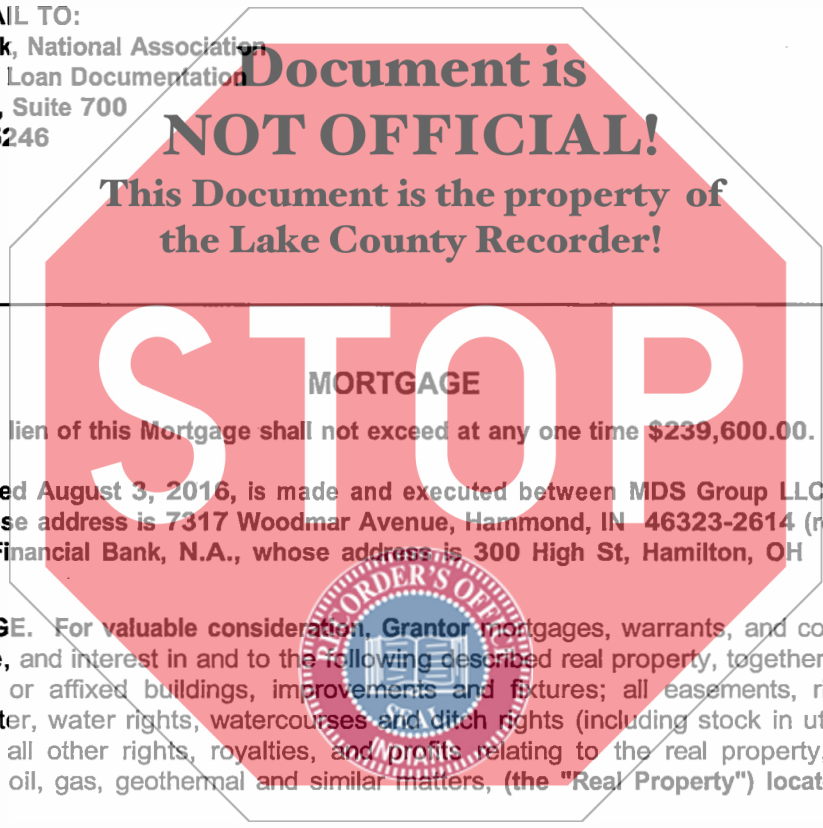 AIL TO:
k, National Association
Loan Documentation
, Suite 700
5246
Document is
NOT OFFICIAL!
This Document is the property of
the Lake County Recorder!
STOP
MORTGAGE
lien of this Mortgage shall not exceed at any one time $239,600.00.
ed August 3, 2016, is made and executed between MDS Group LLC
se address is 7317 Woodmar Avenue, Hammond, IN 46323-2614 (r
Financial Bank, N.A., whose address is 300 High St, Hamilton, OH
GE. For valuable consideration, Grantor mortgages, warrants, and co
, and interest in and to the following described real property, together
or affixed buildings, improvements and fixtures; all easements, r
ter, water rights, watercourses and ditch rights (including stock in ut
all other rights, royalties, and profits relating to the real property,
oil, gas, geothermal and similar matters, (the "Real Property") locat
RECORDER'S OFFICE
SEAL
INDIANA